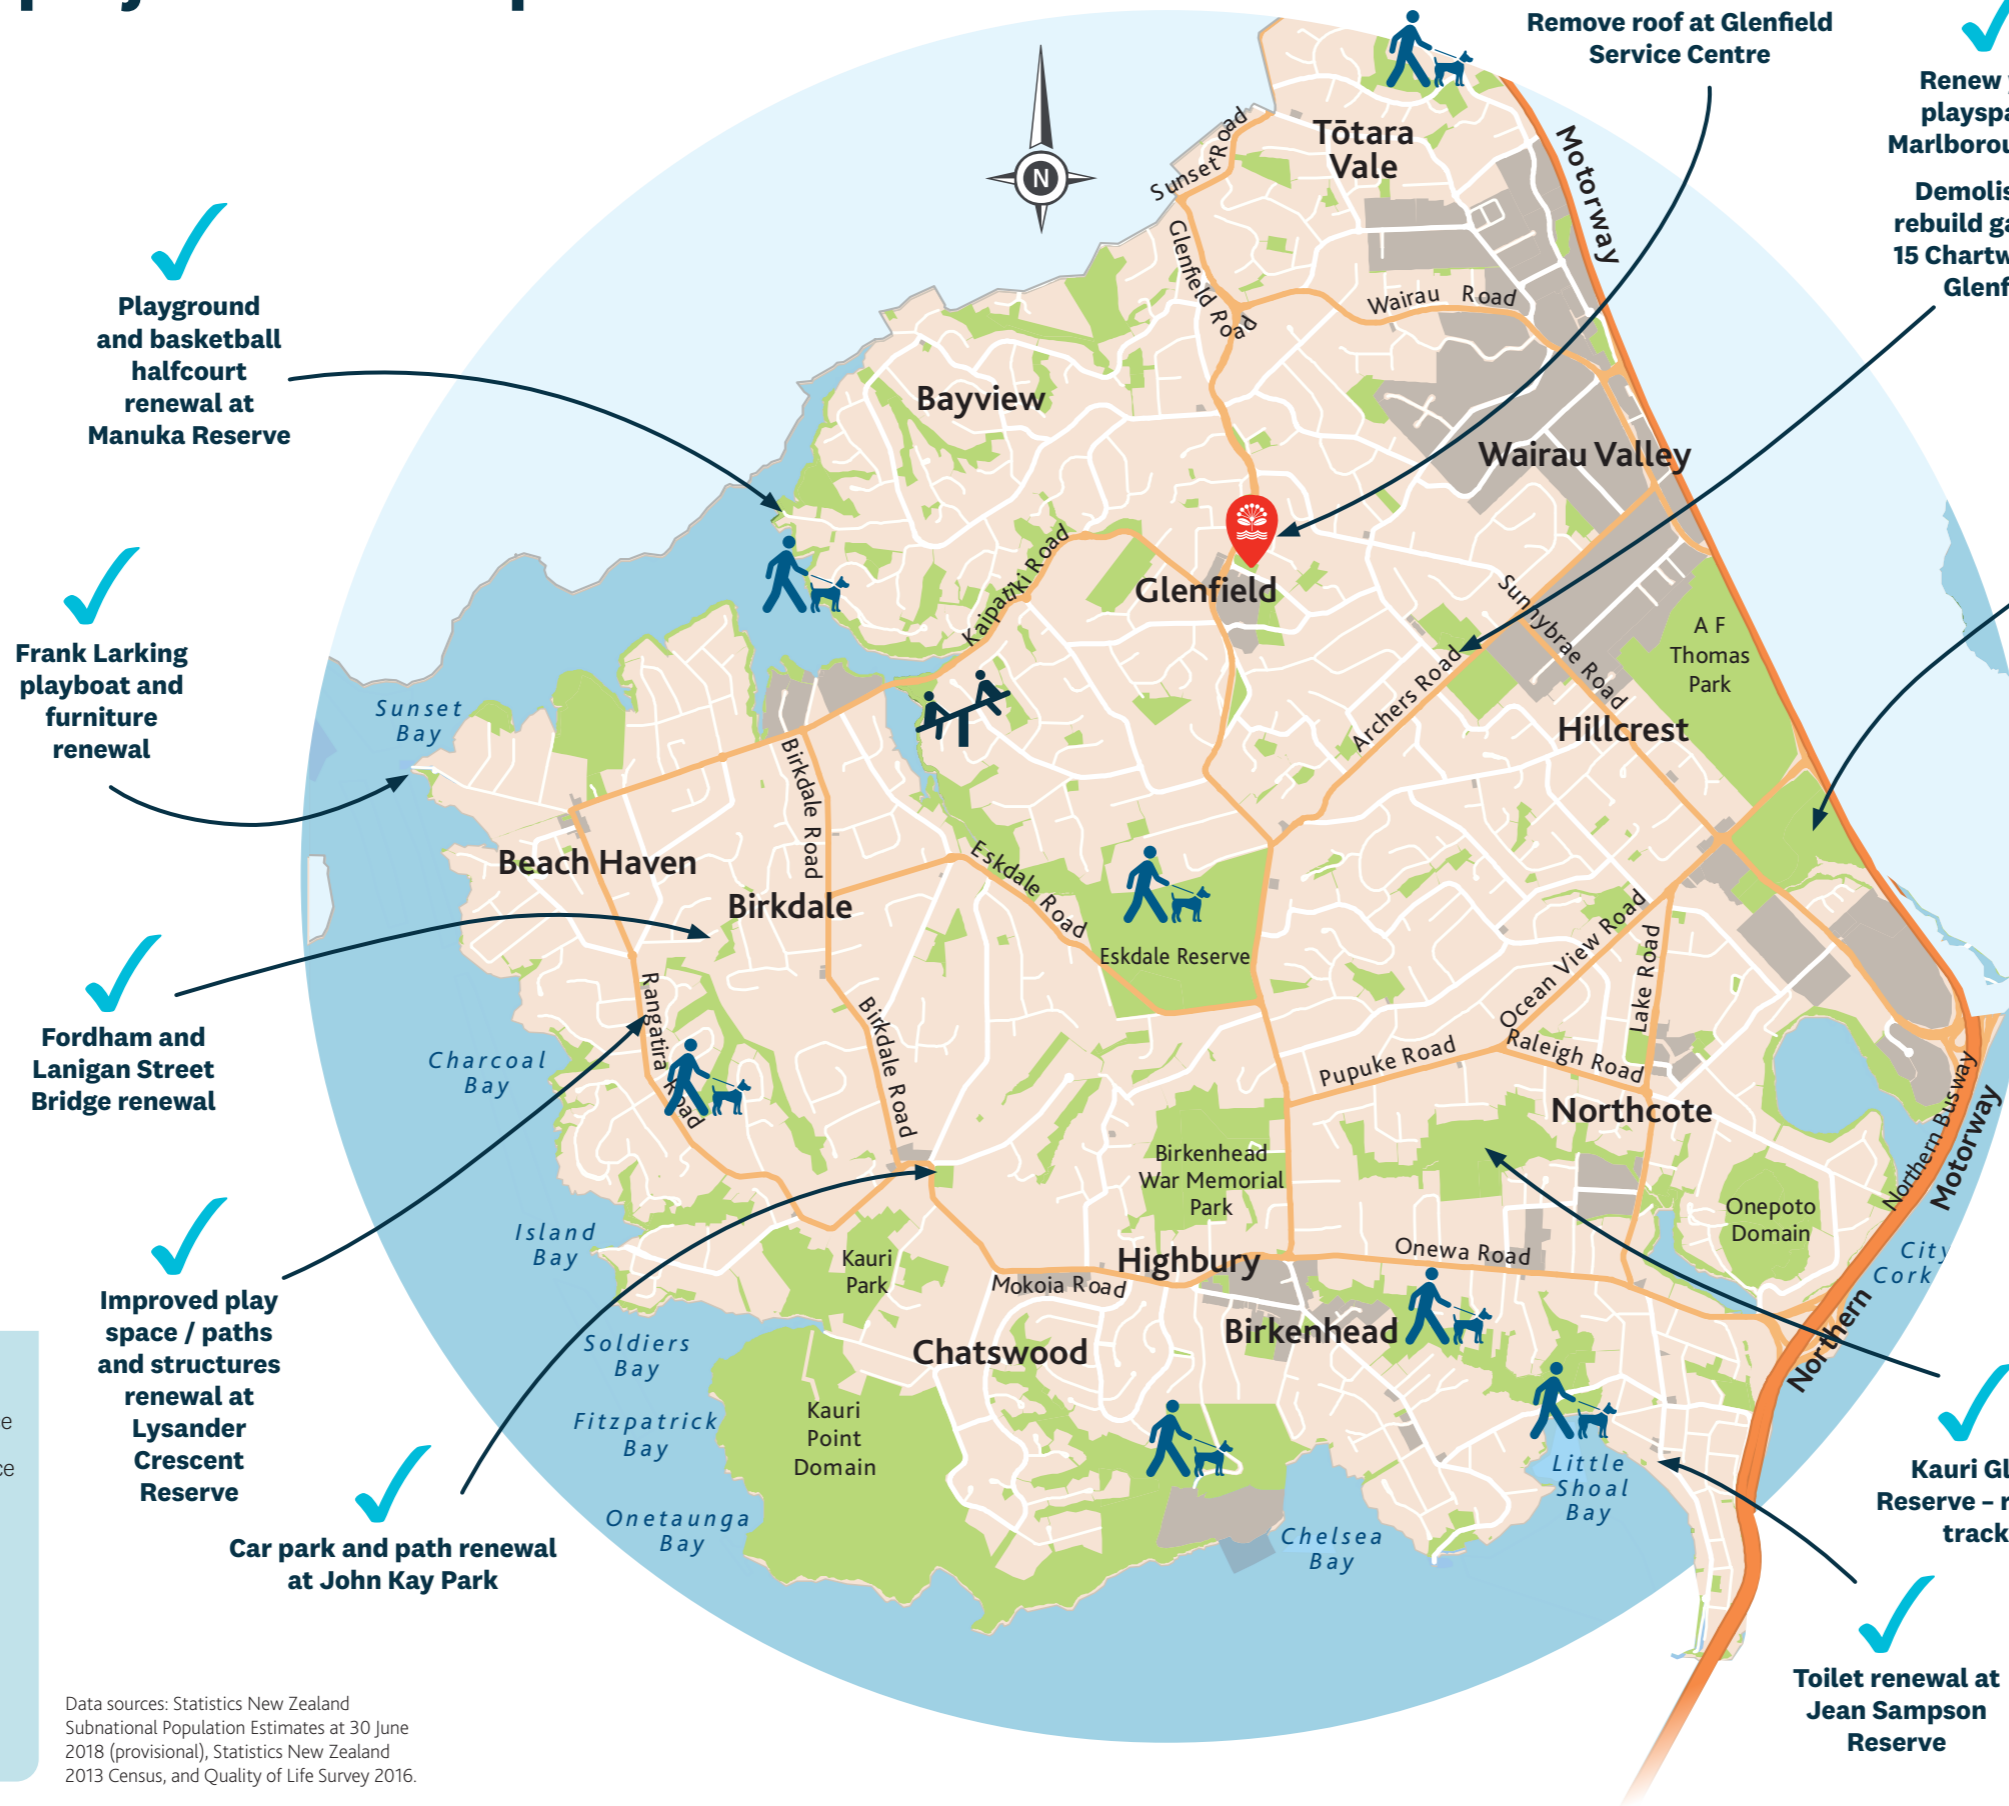 Remove roof at Glenfield
Service Centre
Renew
Marlborou
Demolis
rebuild
15
Glenf
Playground
and basketball
halfcourt
renewal at
Manuka Reserve
Frank Larking
playboat and
furniture
renewal
Fordham and
Lanigan Street
Bridge renewal
Improved play
space / paths
and structures
renewal at
Lysander
Crescent
Reserve
Car park and path renewal
at John Kay Park
Kauri
Reserve –
track
Toilet renewal at
Jean Sampson
Reserve
N
Tōtara
Vale
Motorway
Sunset Road
Glenfield Road
Wairau Road
Bayview
Wairau Valley
Kaipatiki Road
Glenfield
Sunnybrae Road
A F
Thomas
Park
Archers Road
Hillcrest
Sunset
Bay
Birkdale Road
Beach Haven
Birkdale
Eskdale Road
Eskdale Reserve
Ocean View Road
Lake Road
Rangatira Road
Birkdale Road
Charcoal
Bay
Pupuke Road
Raleigh Road
Northcote
Northern Busway
Motorway
Northern
Birkenhead
War Memorial
Park
Onepoto
Domain
Island
Bay
Kauri
Park
Highbury
Onewa Road
City
Cork
Mokoia Road
Soldiers
Bay
Chatswood
Birkenhead
Fitzpatrick
Bay
Kauri
Point
Domain
Little
Shoal
Bay
Onetaunga
Bay
Chelsea
Bay
Data sources: Statistics New Zealand
Subnational Population Estimates at 30 June
2018 (provisional), Statistics New Zealand
2013 Census, and Quality of Life Survey 2016.